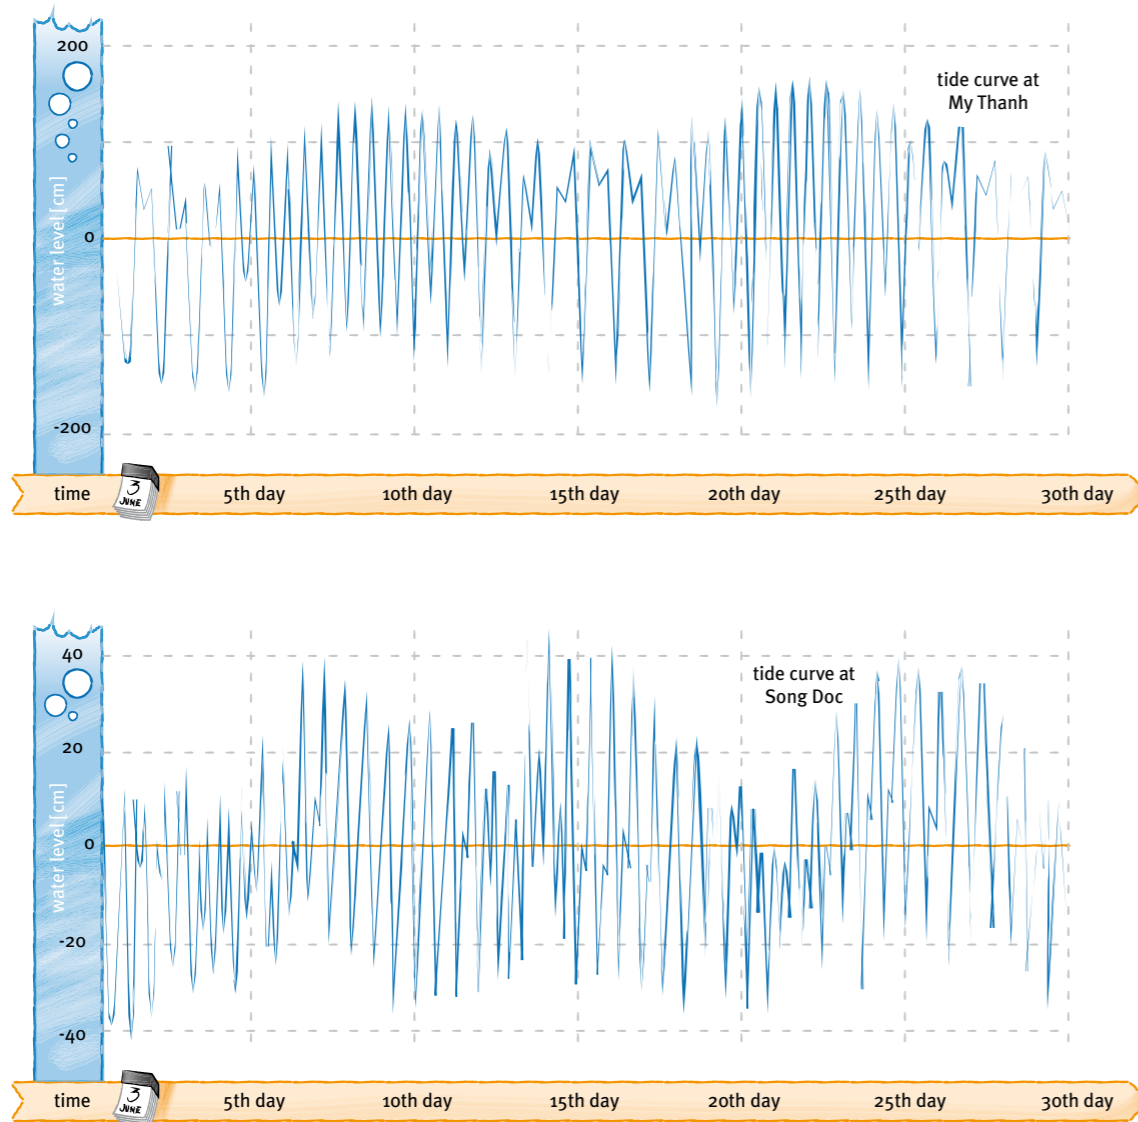 200
tide curve at
My Thanh
water level [cm]
0
-200
time
3
JUNE
5th day
10th day
15th day
20th day
25th day
30th day
40
tide curve at
Song Doc
20
water level [cm]
0
-20
-40
time
3
JUNE
5th day
10th day
15th day
20th day
25th day
30th day